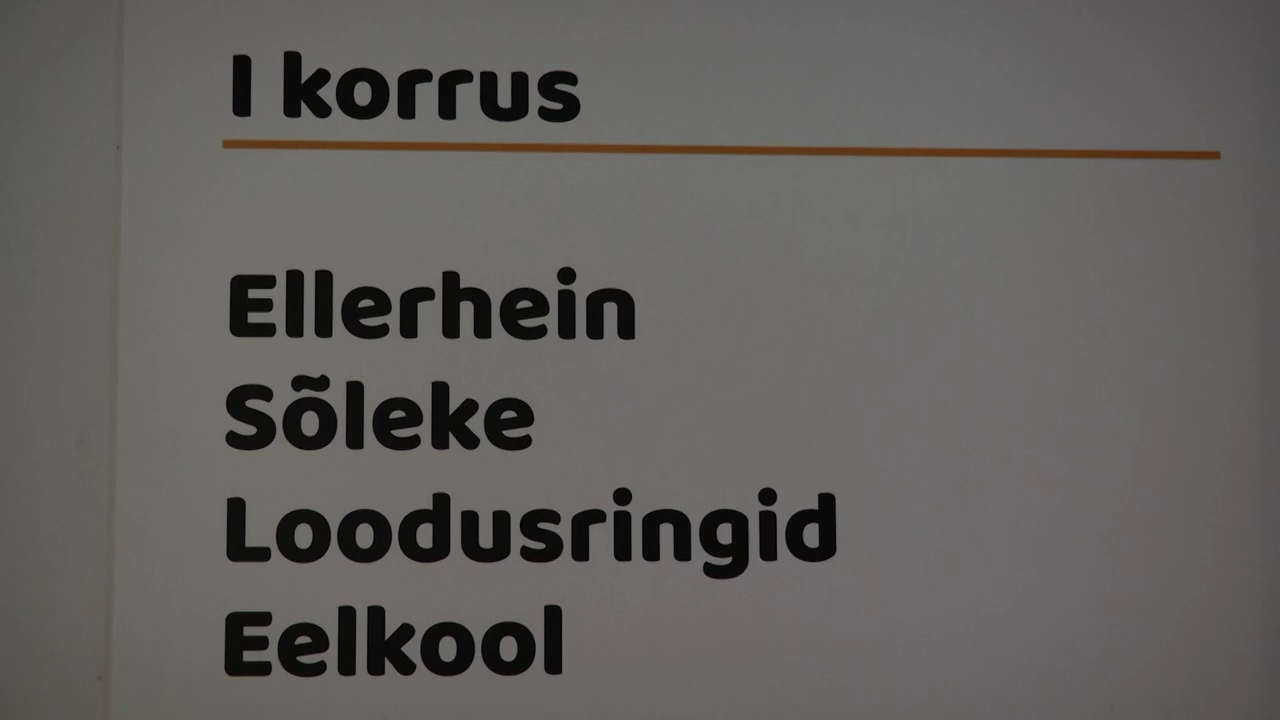 I korrus
Ellerhein
Sõleke
Loodusringid
Eelkool